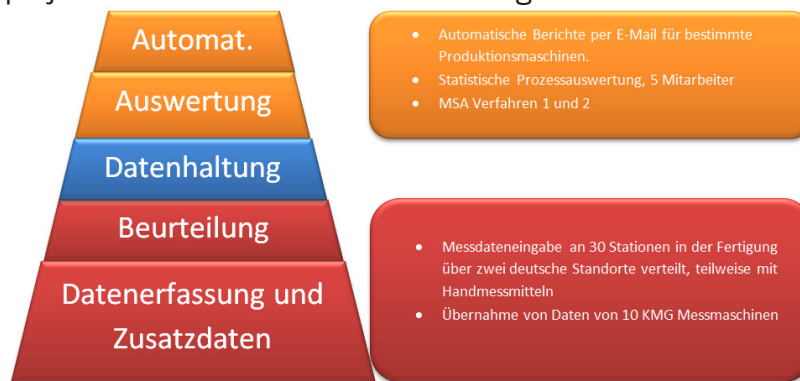 Automat.
Auswertung
Datenhaltung
Beurteilung
Datenerfassung und
Zusatzdaten
• Automatische Berichte per E-Mail für bestimmte
Produktionsmaschinen.
• Statistische Prozessauswertung, 5 Mitarbeiter
• MSA Verfahren 1 und 2
• Messdateneingabe an 30 Stationen in der Fertigung
über zwei deutsche Standorte verteilt, teilweise mit
Handmessmitteln
• Übernahme von Daten von 10 KMG Messmaschinen